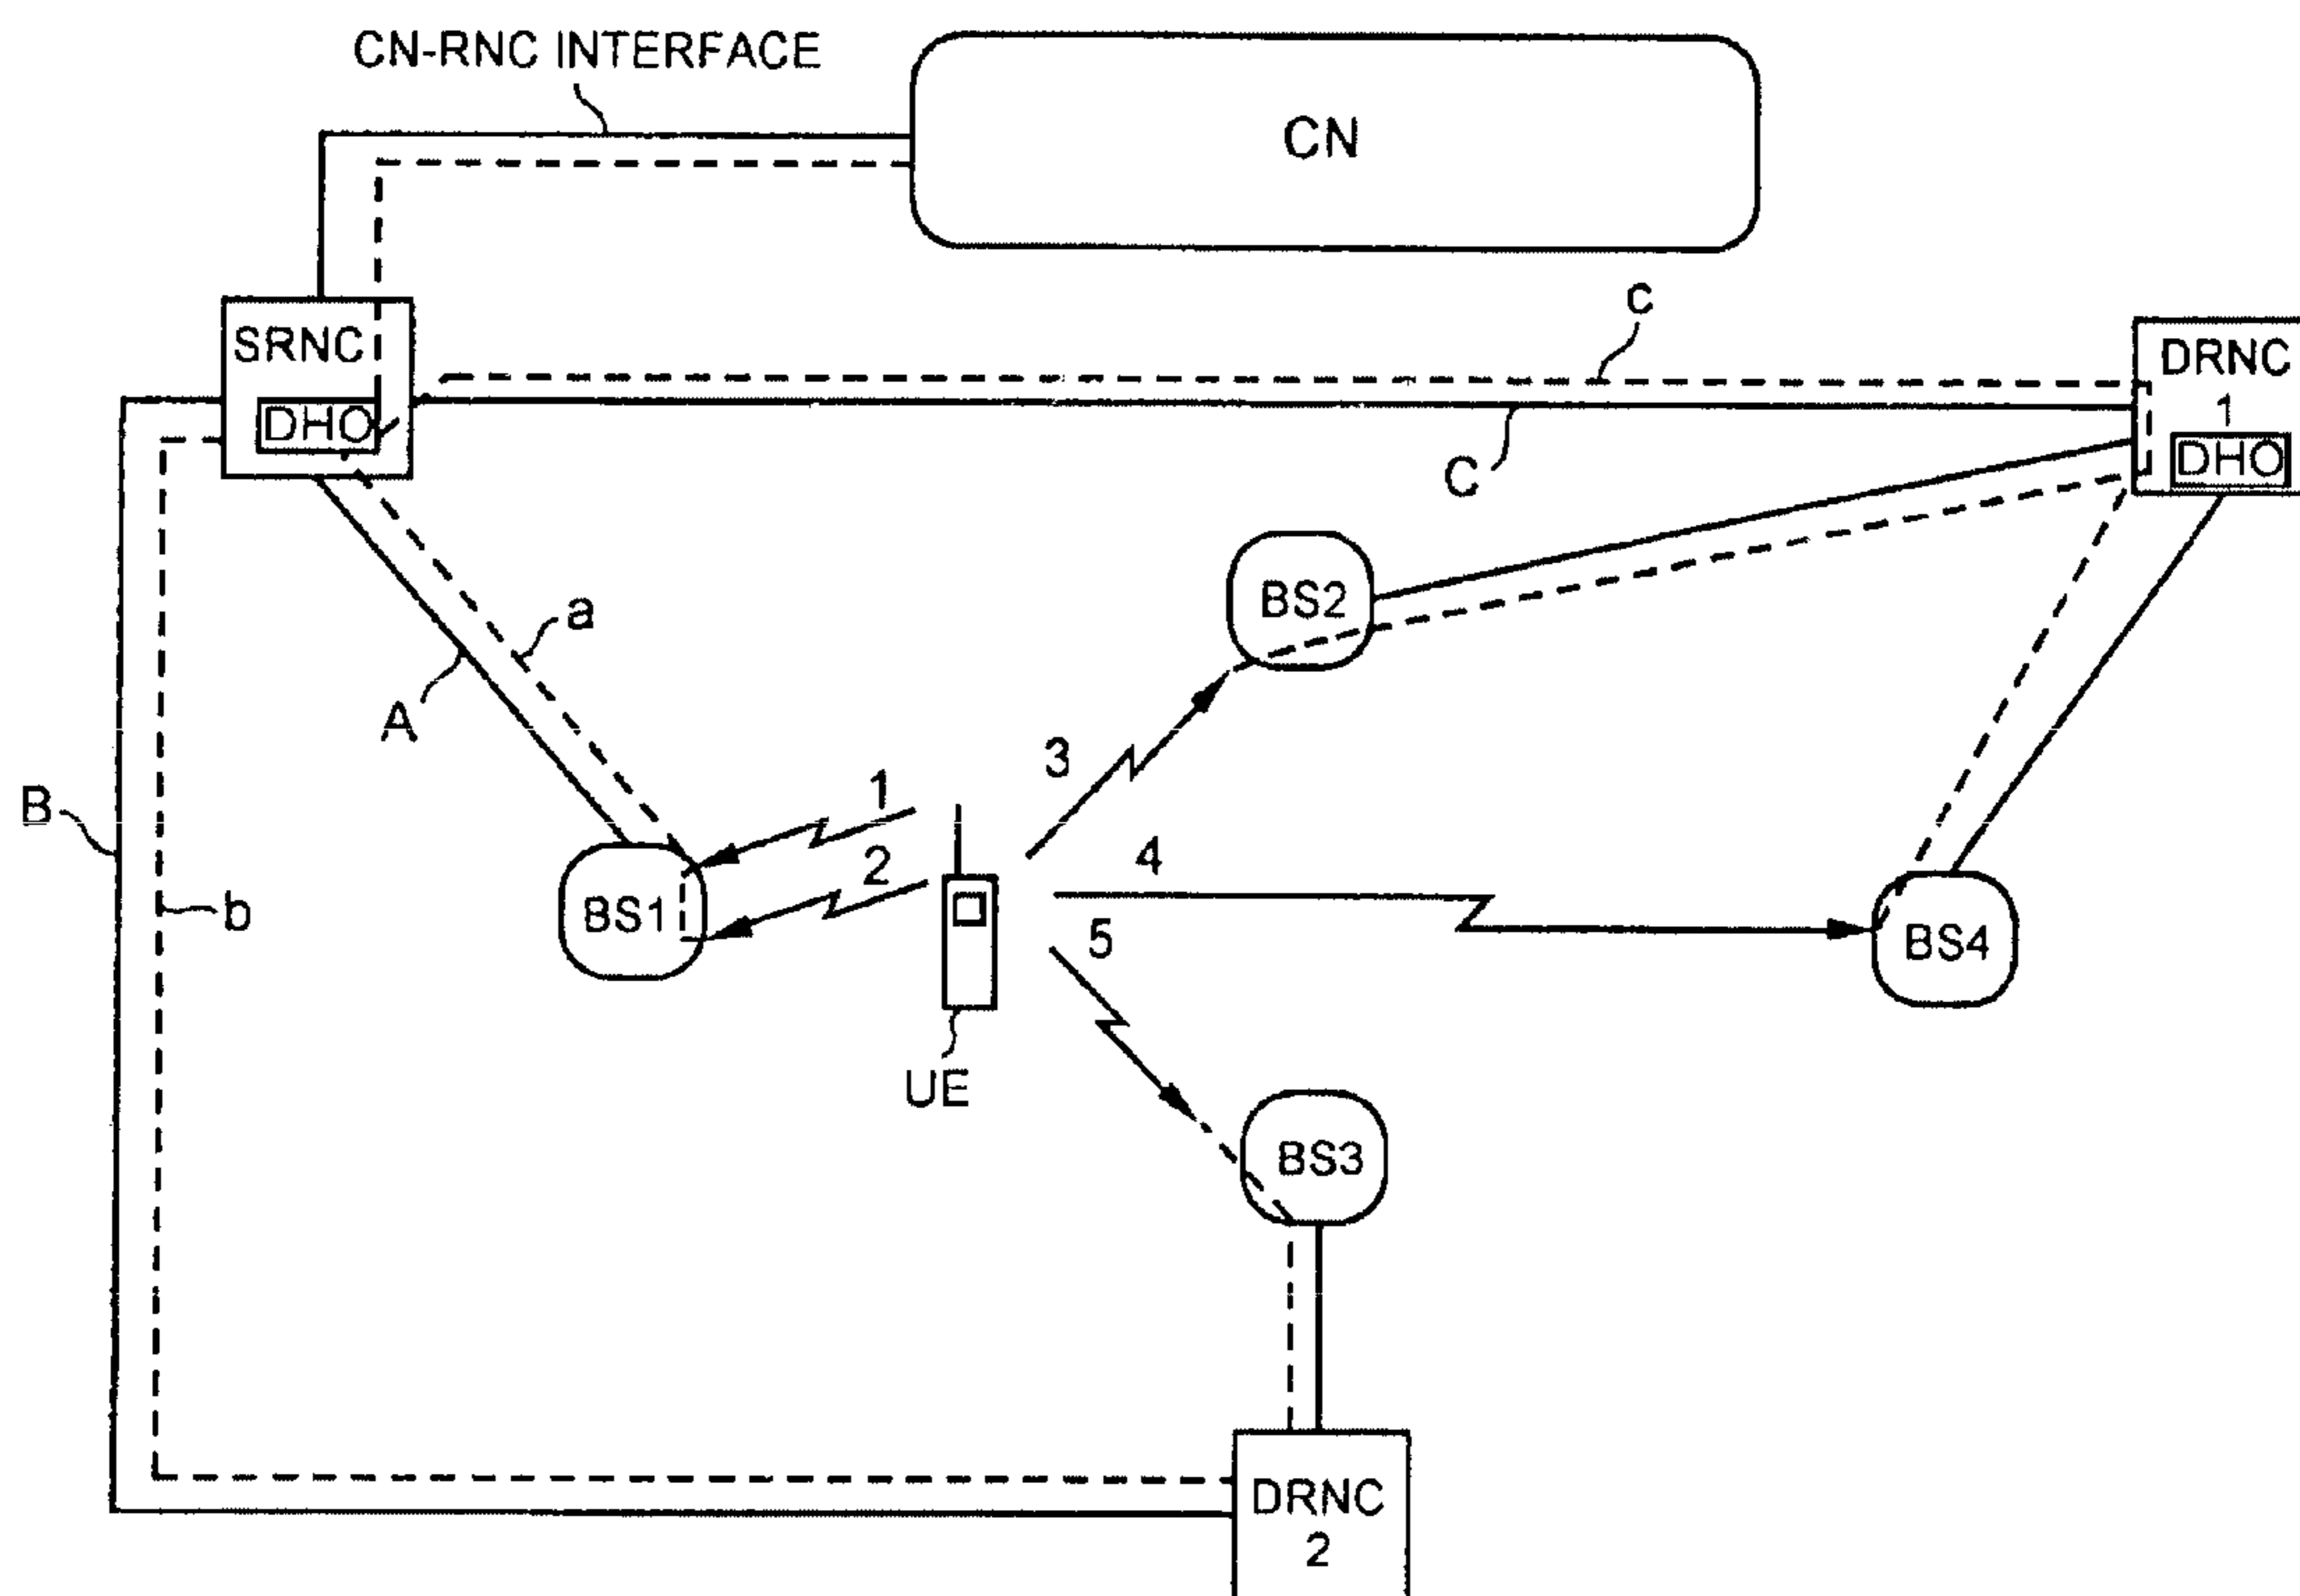 CN-RNC INTERFACE
CN
SRNC
DHO
c
C
DRNC
1
DHO
BS2
a
A
3
B
b
1
2
4
5
BS1
BS4
UE
BS3
DRNC
2